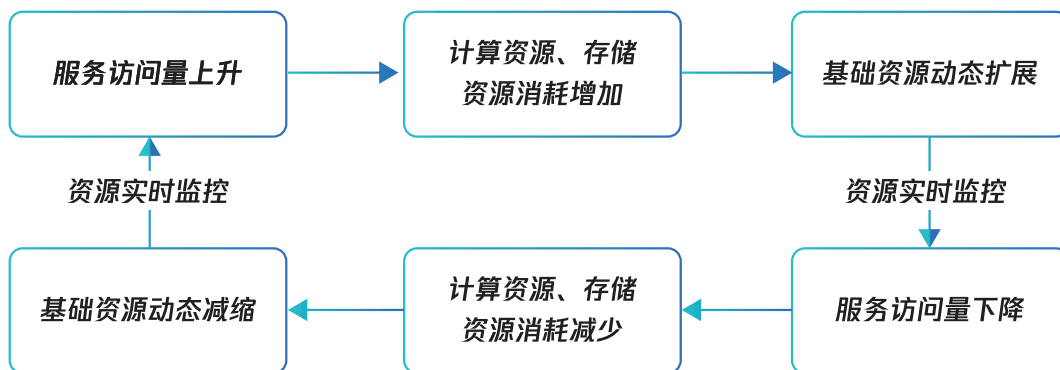 服务访问量上升
计算资源、存储
资源消耗增加
基础资源动态扩展
资源实时监控
资源实时监控
基础资源动态减缩
计算资源、存储
资源消耗减少
服务访问量下降